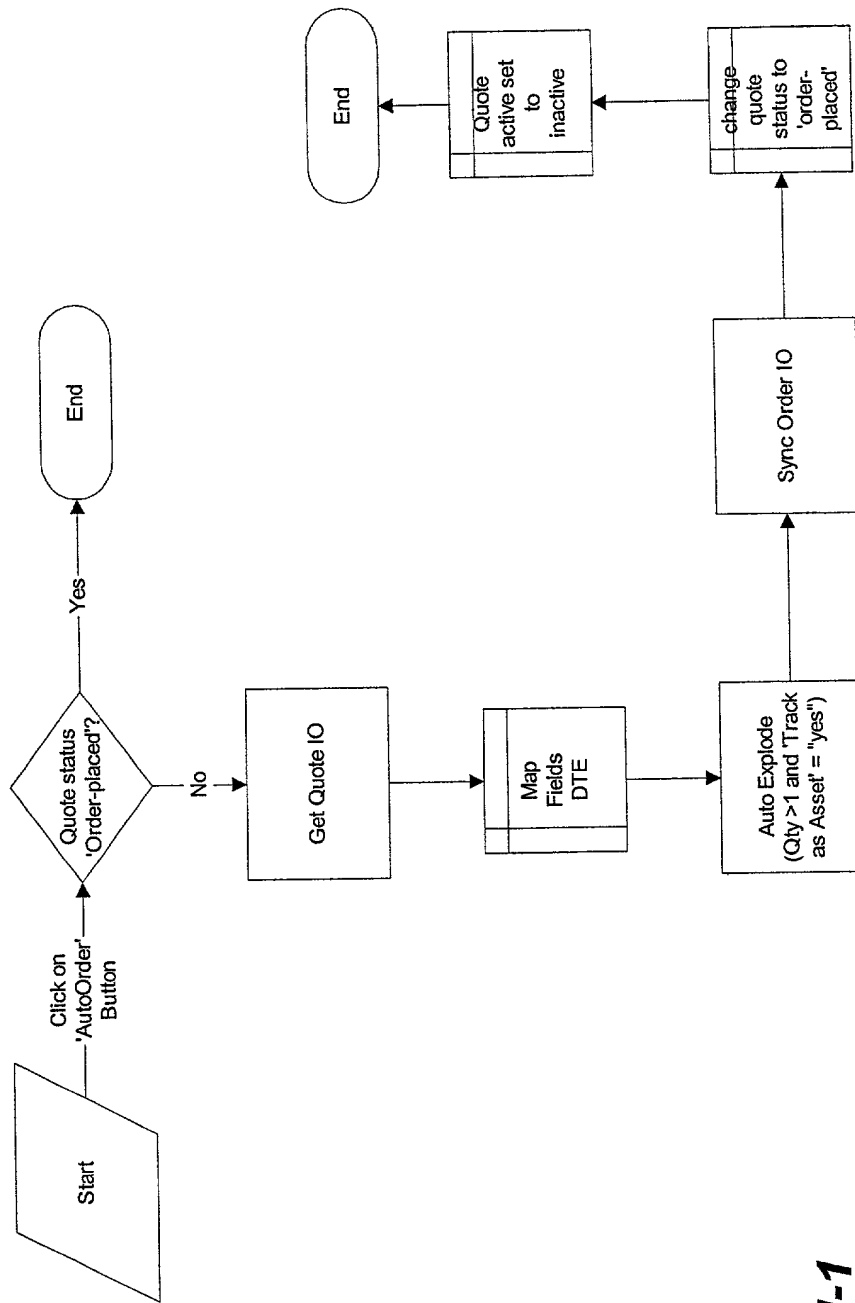 Start
Click on
'AutoOrder'
Button
Quote status
'Order-placed'?
Yes
End
No
Get Quote IO
Map
Fields
DTE
Auto Explode
(Qty >1 and 'Track
as Asset' = "yes")
Sync Order IO
change
quote
status to
'order-
placed'
Quote
active set
to
inactive
End